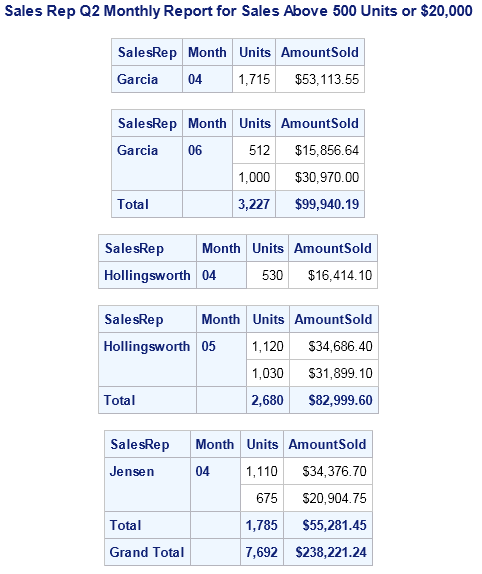 Sales Rep Q2 Monthly Report for Sales Above 500 Units or $20,000
SalesRep Month Units AmountSold
Garcia 04 1,715 $53,113.55
SalesRep Month Units AmountSold
Garcia 06 512 $15,856.64
1,000 $30,970.00
Total 3,227 $99,940.19
SalesRep Month Units AmountSold
Hollingsworth 04 530 $16,414.10
SalesRep Month Units AmountSold
Hollingsworth 05 1,120 $34,686.40
1,030 $31,899.10
Total 2,680 $82,999.60
SalesRep Month Units AmountSold
Jensen 04 1,110 $34,376.70
675 $20,904.75
Total 1,785 $55,281.45
Grand Total 7,692 $238,221.24